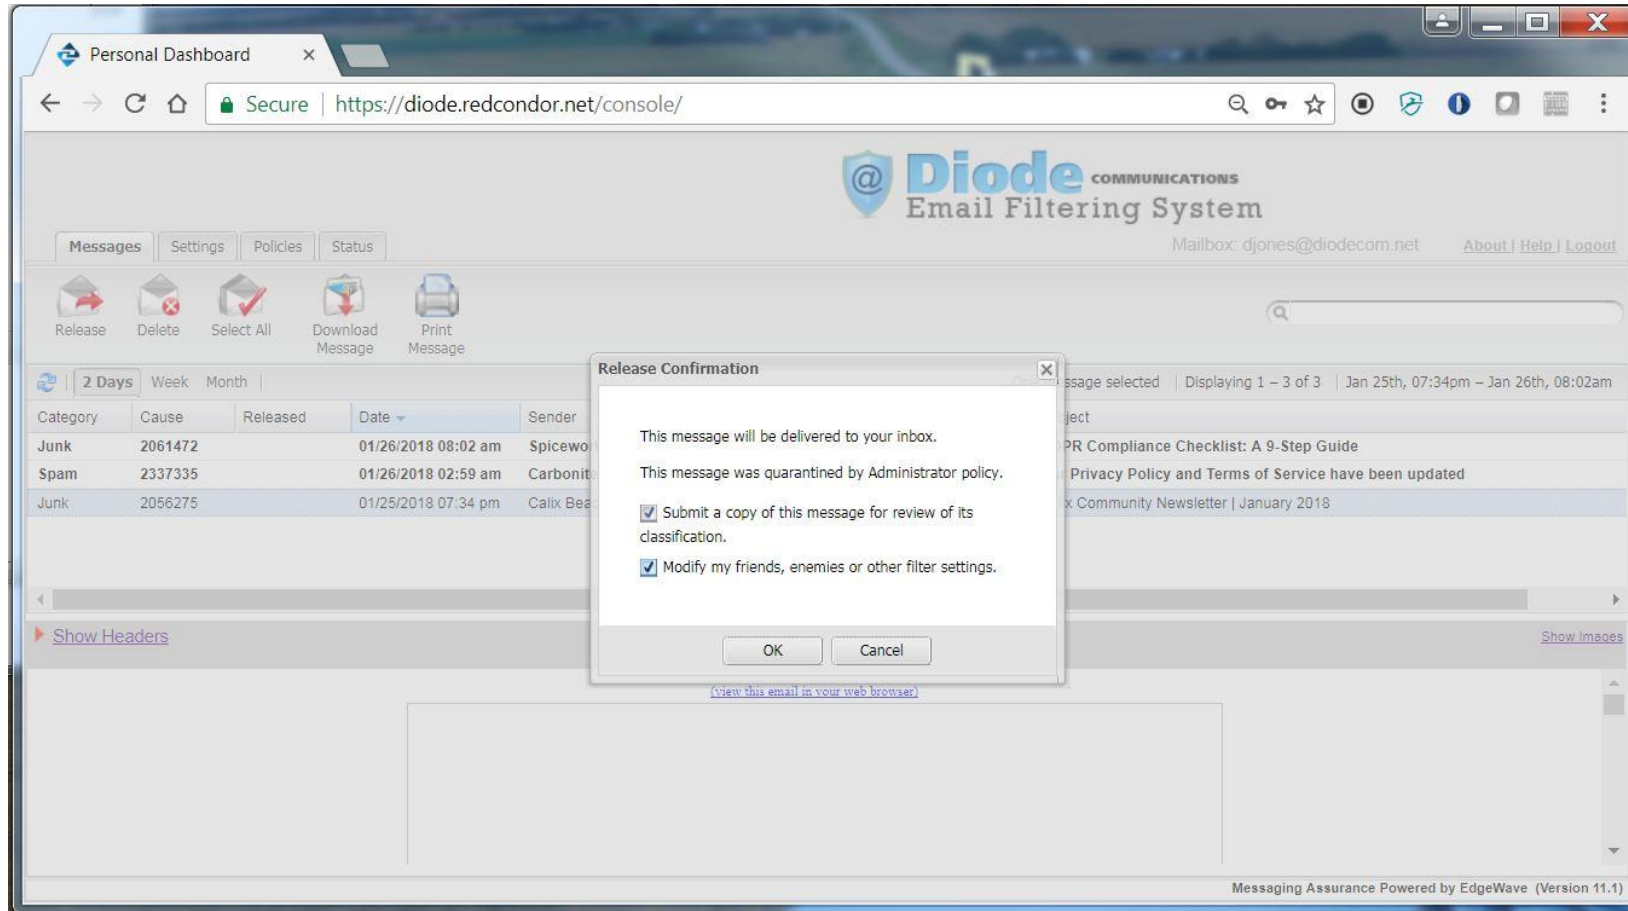 Personal Dashboard
Secure | https://diode.redcondor.net/console/
Diode COMMUNICATIONS
Email Filtering System
Messages Settings Policies Status
Mailbox: djones@diodecom.net About | Help | Logout
Release Delete Select All Download Message Print Message
2 Days Week Month
ssage selected Displaying 1 – 3 of 3 Jan 25th, 07:34pm – Jan 26th, 08:02am
Category Cause Released Date Sender ject
Junk 2061472 01/26/2018 08:02 am Spicewo PR Compliance Checklist: A 9-Step Guide
Spam 2337335 01/26/2018 02:59 am Carbonit Privacy Policy and Terms of Service have been updated
Junk 2056275 01/25/2018 07:34 pm Calix Bea x Community Newsletter | January 2018
Release Confirmation
This message will be delivered to your inbox.
This message was quarantined by Administrator policy.
Submit a copy of this message for review of its
classification.
Modify my friends, enemies or other filter settings.
OK Cancel
Show Headers Show Images
(view this email in your web browser)
Messaging Assurance Powered by EdgeWave (Version 11.1)